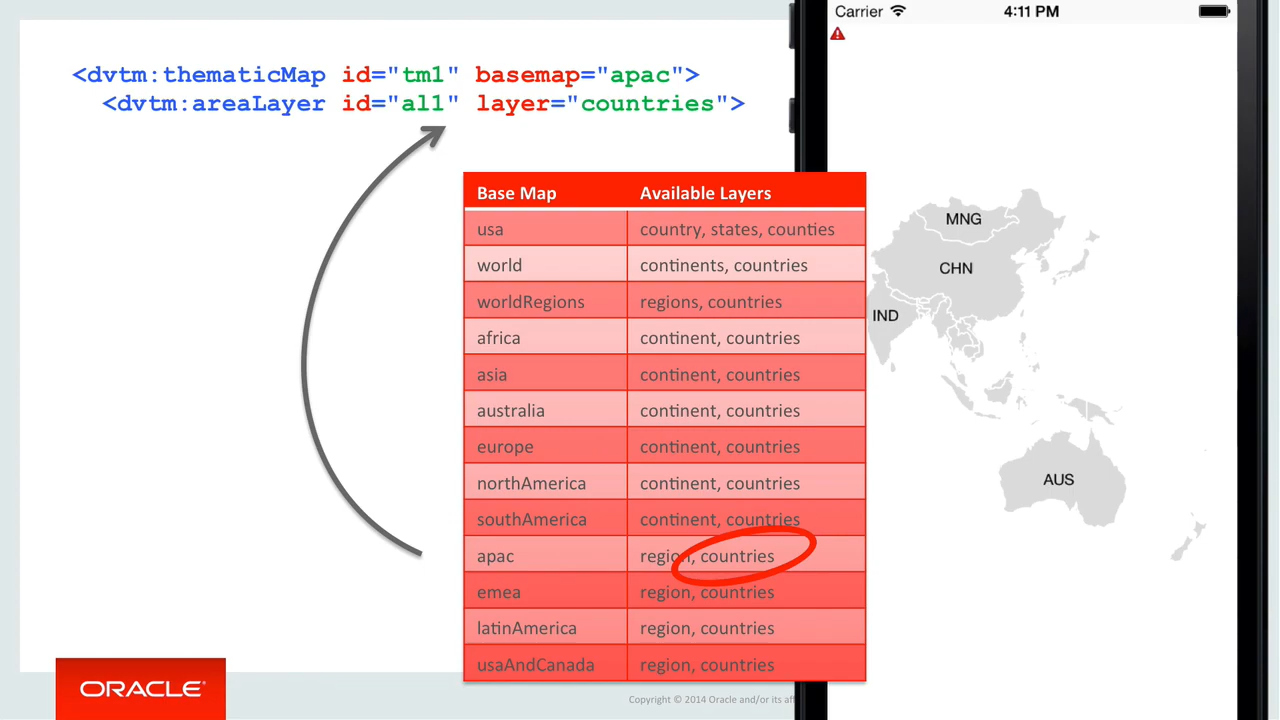 Carrier 4:11 PM
<dvtm:thematicMap id="tm1" basemap="apac">
<dvtm:areaLayer id="al1" layer="countries">
Base Map Available Layers
usa country, states, counties
world continents, countries
worldRegions regions, countries
africa continent, countries
asia continent, countries
australia continent, countries
europe continent, countries
northAmerica continent, countries
southAmerica continent, countries
apac region, countries
emea region, countries
latinAmerica region, countries
usaAndCanada region, countries
MNG
CHN
IND
AUS
ORACLE
Copyright © 2014 Oracle and/or its aff